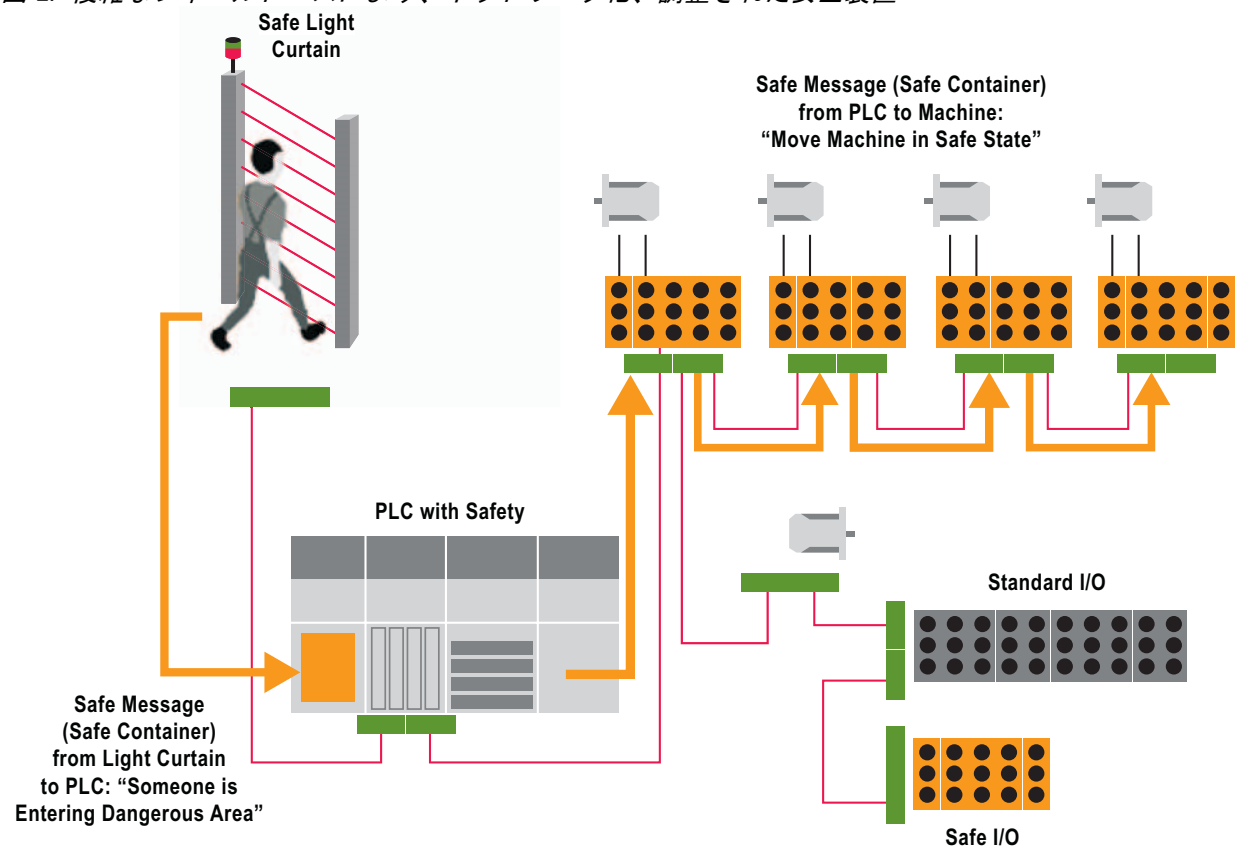 Safe Light
Curtain
Safe Message (Safe Container)
from PLC to Machine:
“Move Machine in Safe State”
PLC with Safety
Standard I/O
Safe Message
(Safe Container)
from Light Curtain
to PLC: “Someone is
Entering Dangerous Area”
Safe I/O